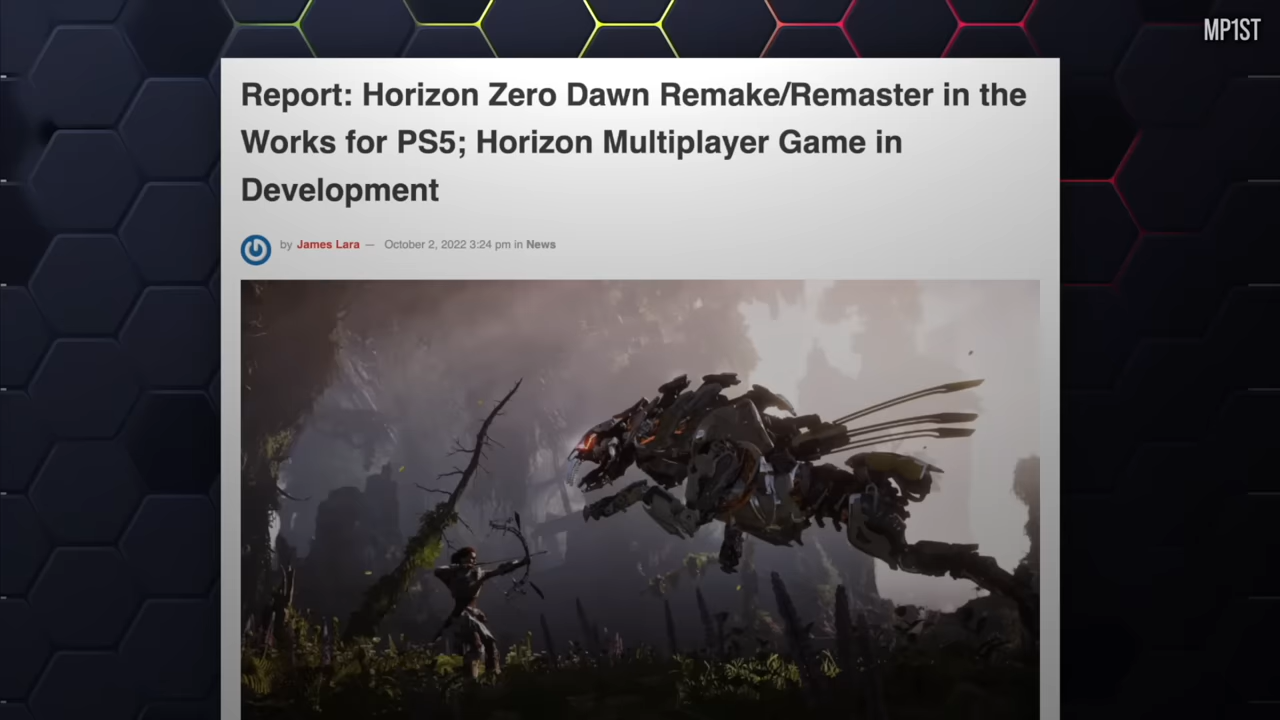 MP1ST
Report: Horizon Zero Dawn Remake/Remaster in the
Works for PS5; Horizon Multiplayer Game in
Development
by James Lara — October 2, 2022 3:24 pm in News